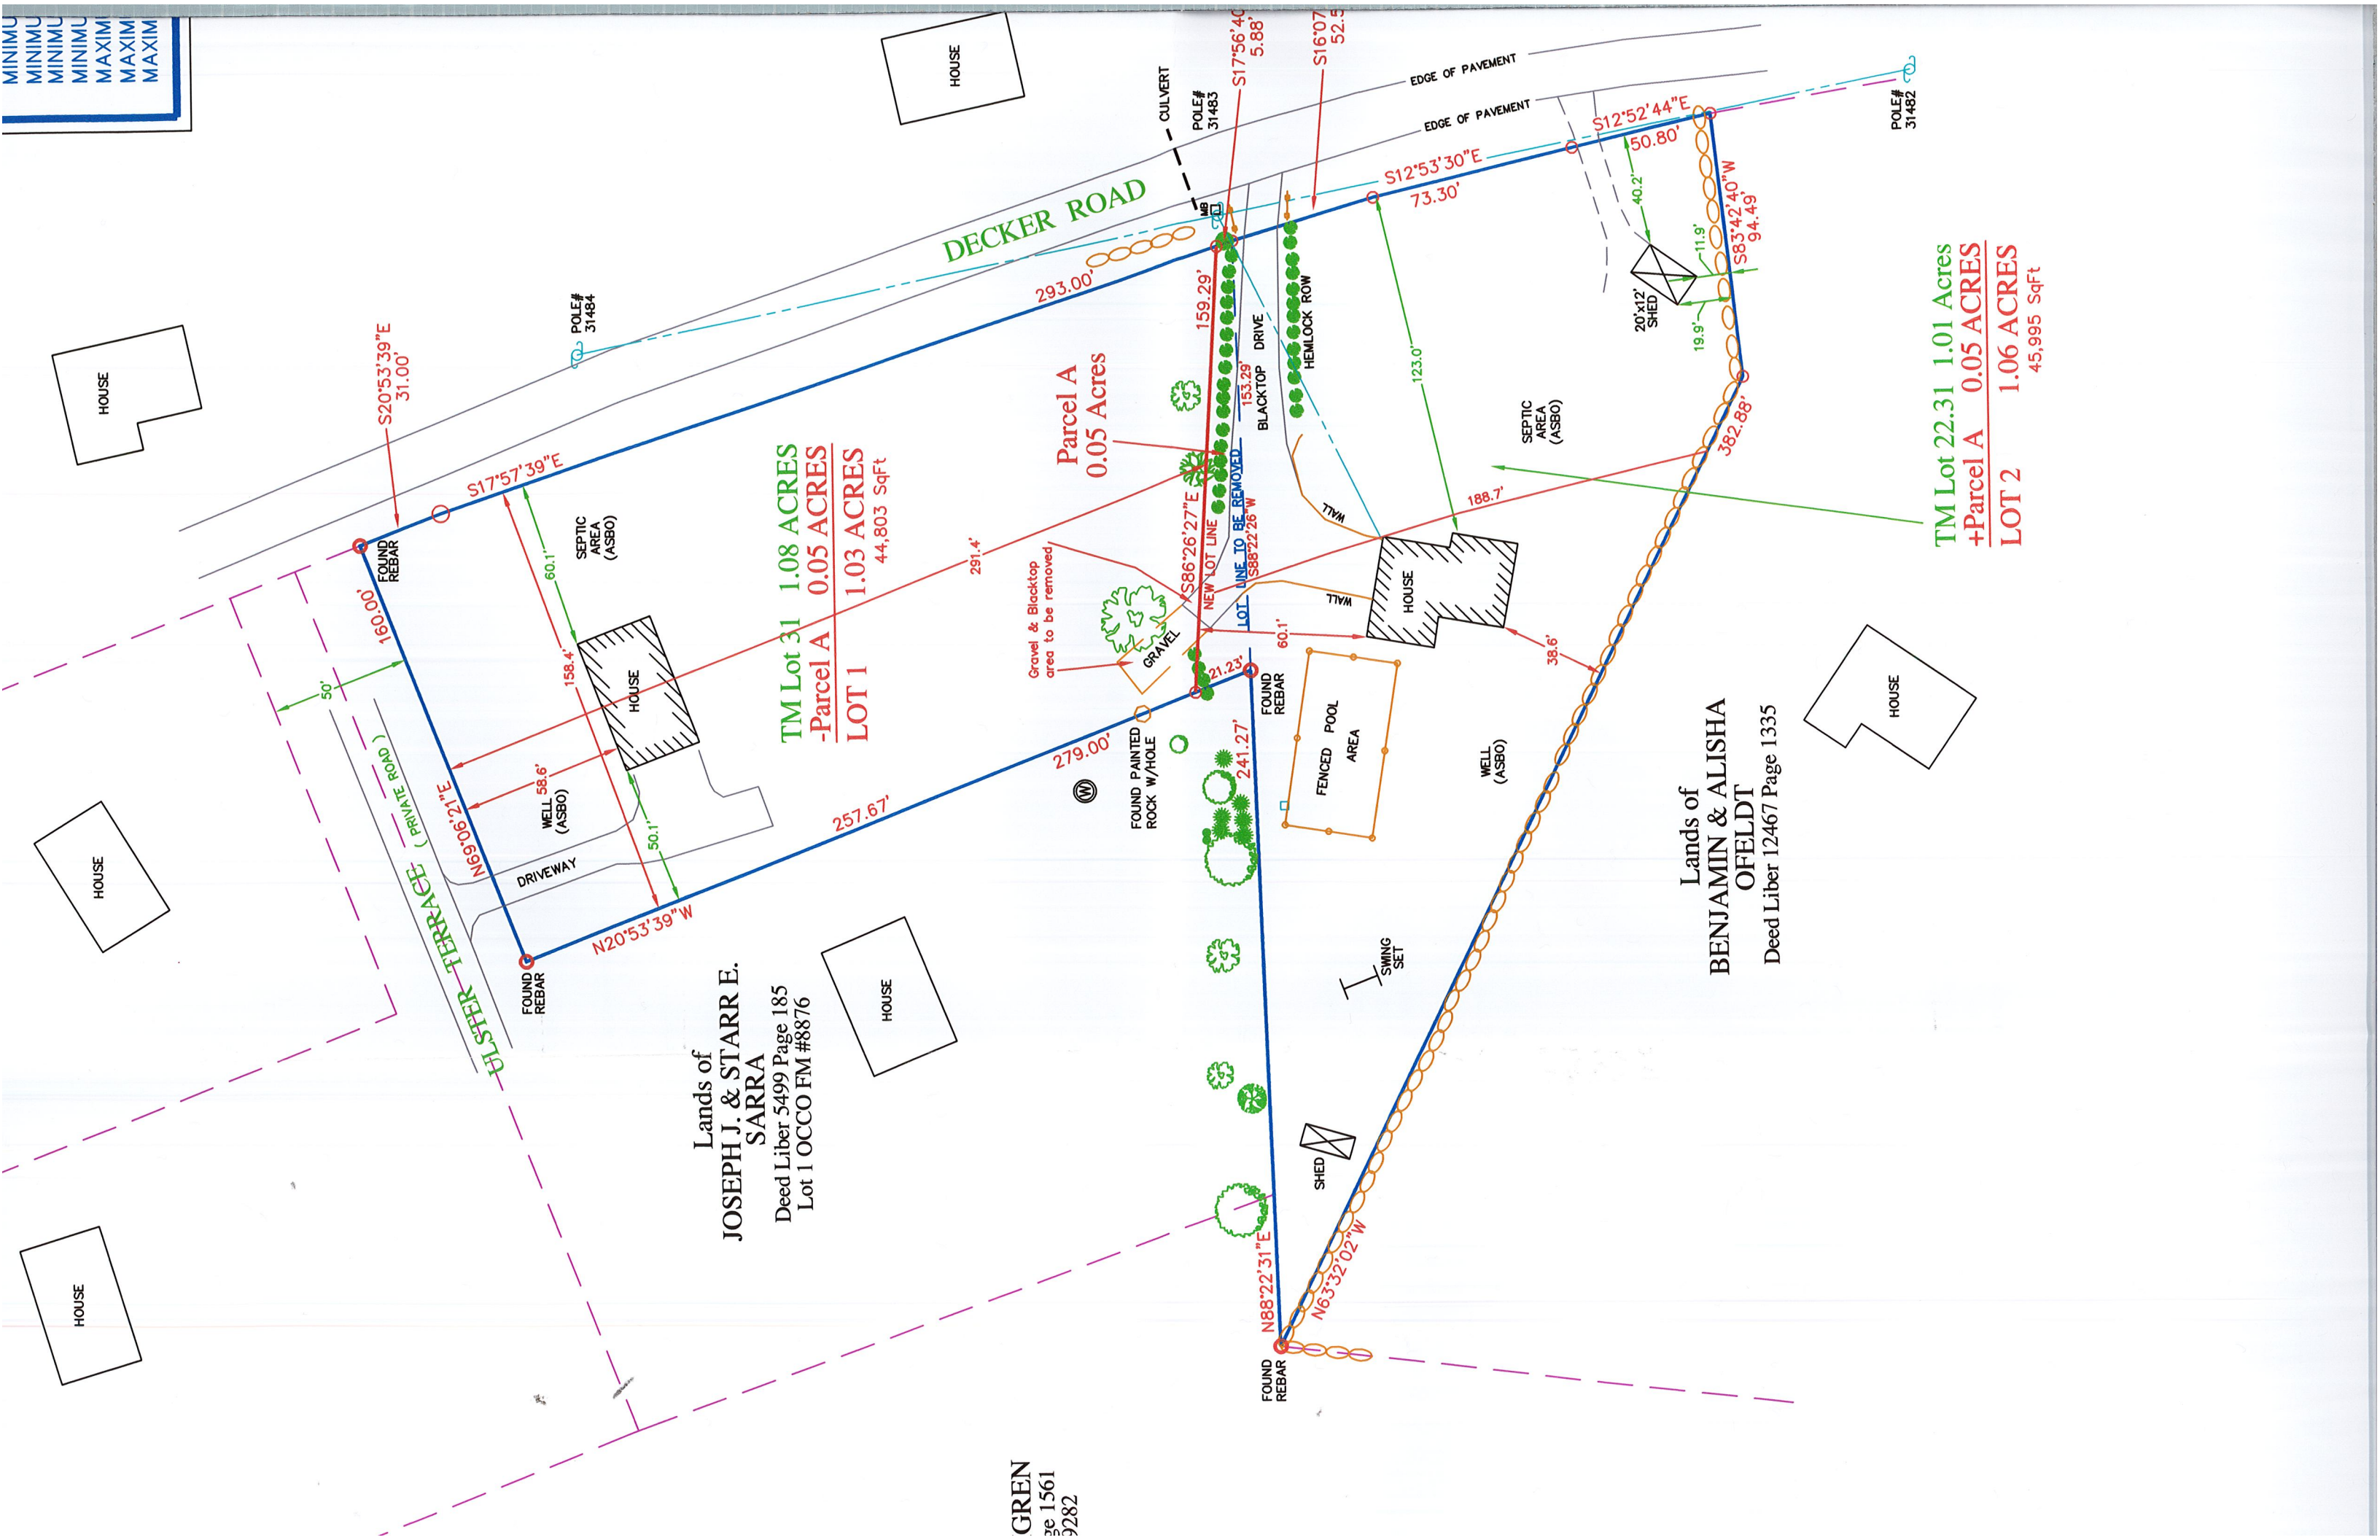 MINIMU
MINIMU
MINIMU
MINIMU
MAXIM
MAXIM
MAXIM
HOUSE
HOUSE
HOUSE
HOUSE
S20°53'39"E
31.00'
POLE#
31484
DECKER ROAD
CULVERT
POLE#
31483
MB
S17°56'40
5.88'
S16°07
52.5
EDGE OF PAVEMENT
EDGE OF PAVEMENT
S12°53'30"E
73.30'
S12°52'44"E
50.80'
POLE#
31482
FOUND
REBAR
S17°57'39"E
293.00'
160.00'
N69°06'21"E
50'
ULSTER TERRACE ( PRIVATE ROAD )
SEPTIC
AREA
(ASBO)
60.1'
158.4'
HOUSE
58.6'
WELL
(ASBO)
50.1'
DRIVEWAY
N20°53'39"W
257.67'
279.00'
FOUND
REBAR
TM Lot 31 1.08 ACRES
-Parcel A 0.05 ACRES
LOT 1 1.03 ACRES
44,803 SqFt
291.4'
Parcel A
0.05 Acres
Gravel & Blacktop
area to be removed
GRAVEL
159.29'
S86°26'27"E
NEW LOT LINE
153.29'
LOT LINE TO BE REMOVED
S88°22'26"W
BLACKTOP DRIVE
HEMLOCK ROW
WALL
WALL
123.0'
HOUSE
60.1'
188.7'
38.6'
SEPTIC
AREA
(ASBO)
40.2'
11.9'
19.9'
20'x12'
SHED
S83°42'40"W
94.49'
382.88'
TM Lot 22.31 1.01 Acres
+Parcel A 0.05 ACRES
LOT 2 1.06 ACRES
45,995 SqFt
21.23'
FOUND
REBAR
FOUND PAINTED
ROCK W/HOLE
W
241.27'
FENCED POOL
AREA
WELL
(ASBO)
SWING
SET
SHED
N88°22'31"E
N63°32'02"W
FOUND
REBAR
Lands of
JOSEPH J. & STARR E.
SARRA
Deed Liber 5499 Page 185
Lot 1 OCCO FM #8876
HOUSE
Lands of
BENJAMIN & ALISHA
OFELDT
Deed Liber 12467 Page 1335
HOUSE
HOUSE
GREN
ge 1561
9282